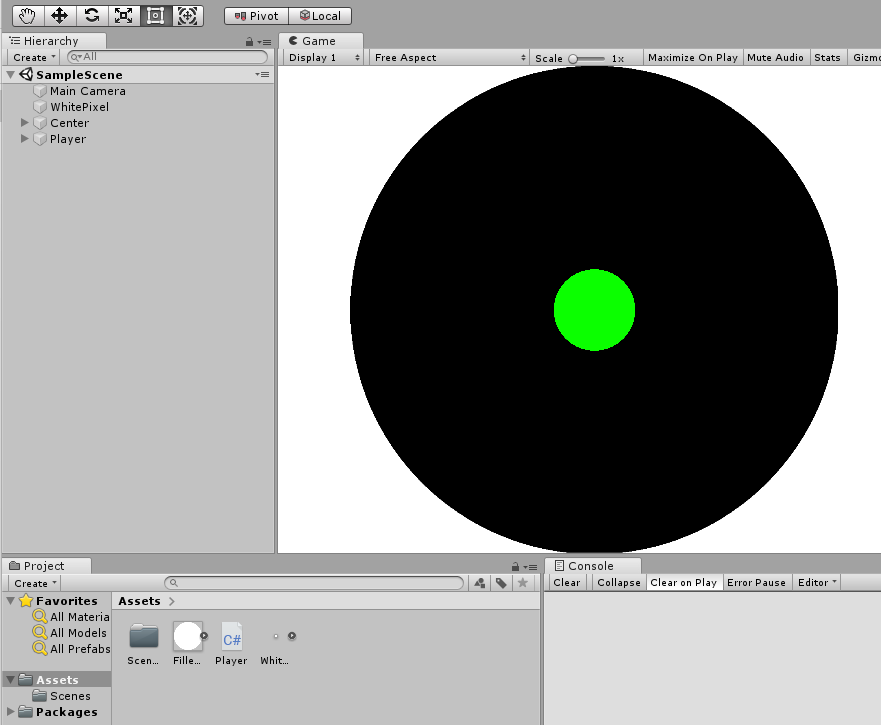 Pivot Local
Hierarchy
Create All
SampleScene
Main Camera
WhitePixel
Center
Player
Game
Display 1 Free Aspect Scale 1x Maximize On Play Mute Audio Stats Gizmo
Project
Create
Favorites
All Materia
All Models
All Prefabs
Assets
Scenes
Packages
Assets
Scen... Fille... C# Player Whit...
Console
Clear Collapse Clear on Play Error Pause Editor